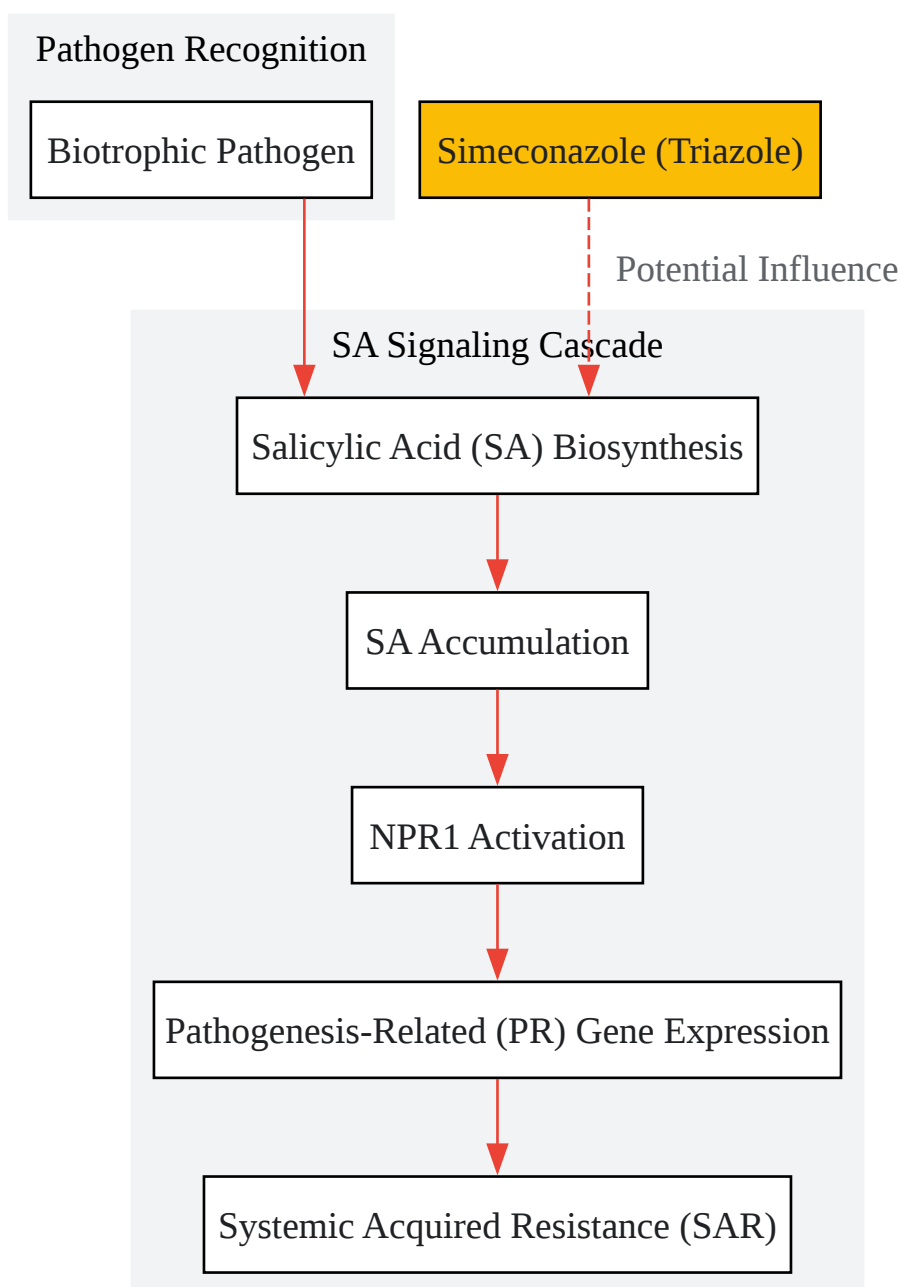 Pathogen Recognition
Biotrophic Pathogen
Simeconazole (Triazole)
Potential Influence
SA Signaling Cascade
Salicylic Acid (SA) Biosynthesis
SA Accumulation
NPR1 Activation
Pathogenesis-Related (PR) Gene Expression
Systemic Acquired Resistance (SAR)